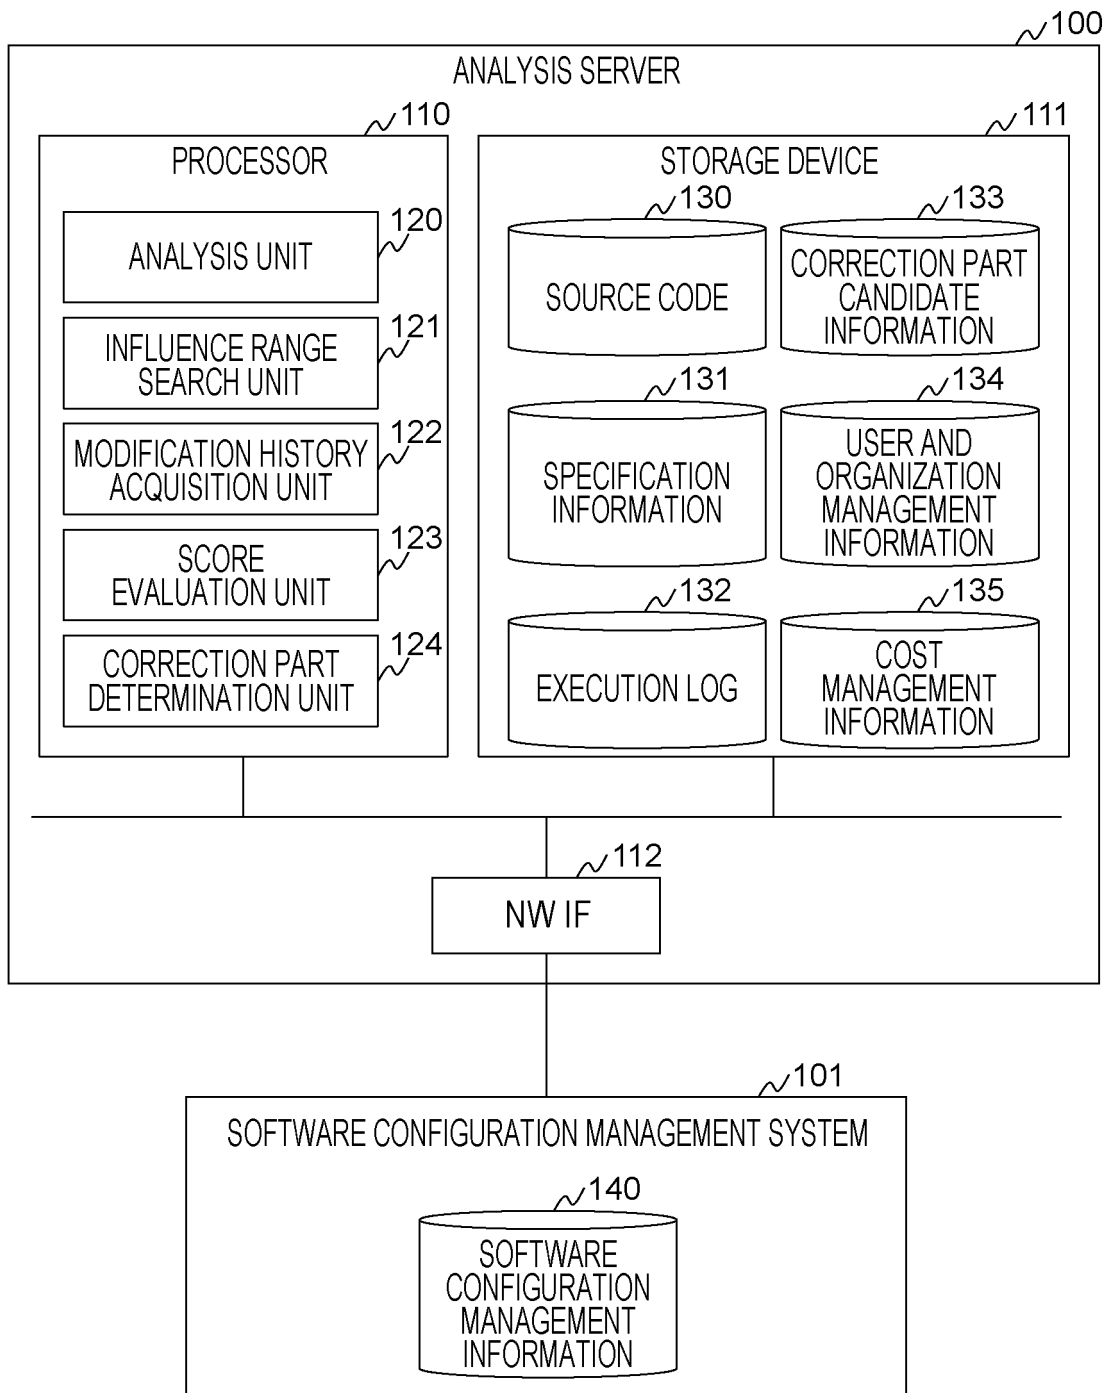 100
ANALYSIS SERVER
110
PROCESSOR
120
ANALYSIS UNIT
121
INFLUENCE RANGE
SEARCH UNIT
122
MODIFICATION HISTORY
ACQUISITION UNIT
123
SCORE
EVALUATION UNIT
124
CORRECTION PART
DETERMINATION UNIT
111
STORAGE DEVICE
130
SOURCE CODE
133
CORRECTION PART
CANDIDATE
INFORMATION
131
SPECIFICATION
INFORMATION
134
USER AND
ORGANIZATION
MANAGEMENT
INFORMATION
132
EXECUTION LOG
135
COST
MANAGEMENT
INFORMATION
112
NW IF
101
SOFTWARE CONFIGURATION MANAGEMENT SYSTEM
140
SOFTWARE
CONFIGURATION
MANAGEMENT
INFORMATION